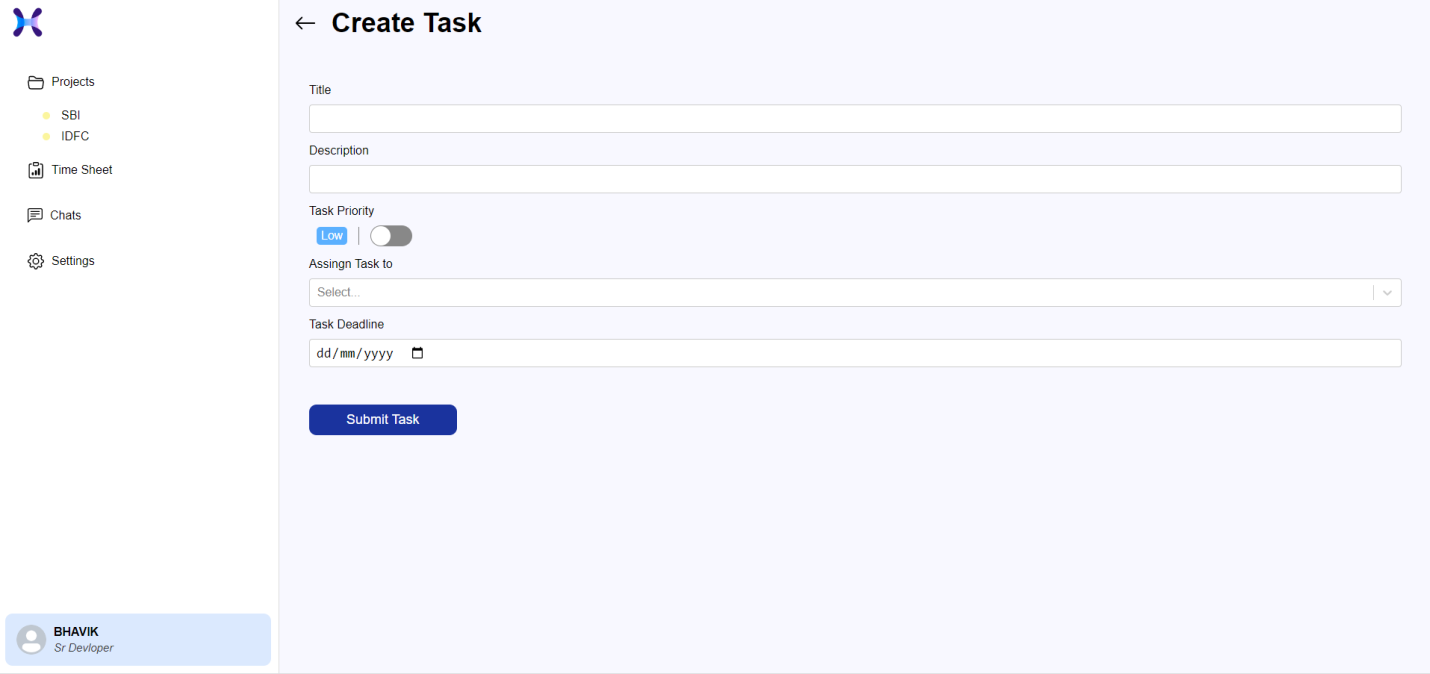 Create Task
Projects
SBI
IDFC
Time Sheet
Chats
Settings
Title
Description
Task Priority
Low
Assingn Task to
Select...
Task Deadline
dd/mm/yyyy
Submit Task
BHAVIK
Sr Devloper